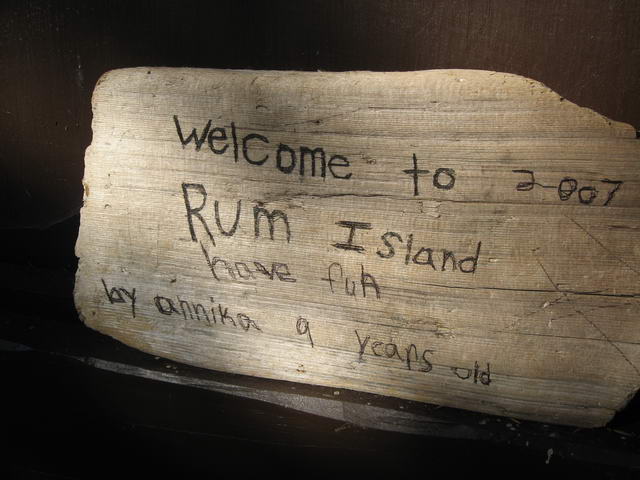 Welcome to 2007
Rum Island
have fun
by annika 9 years old